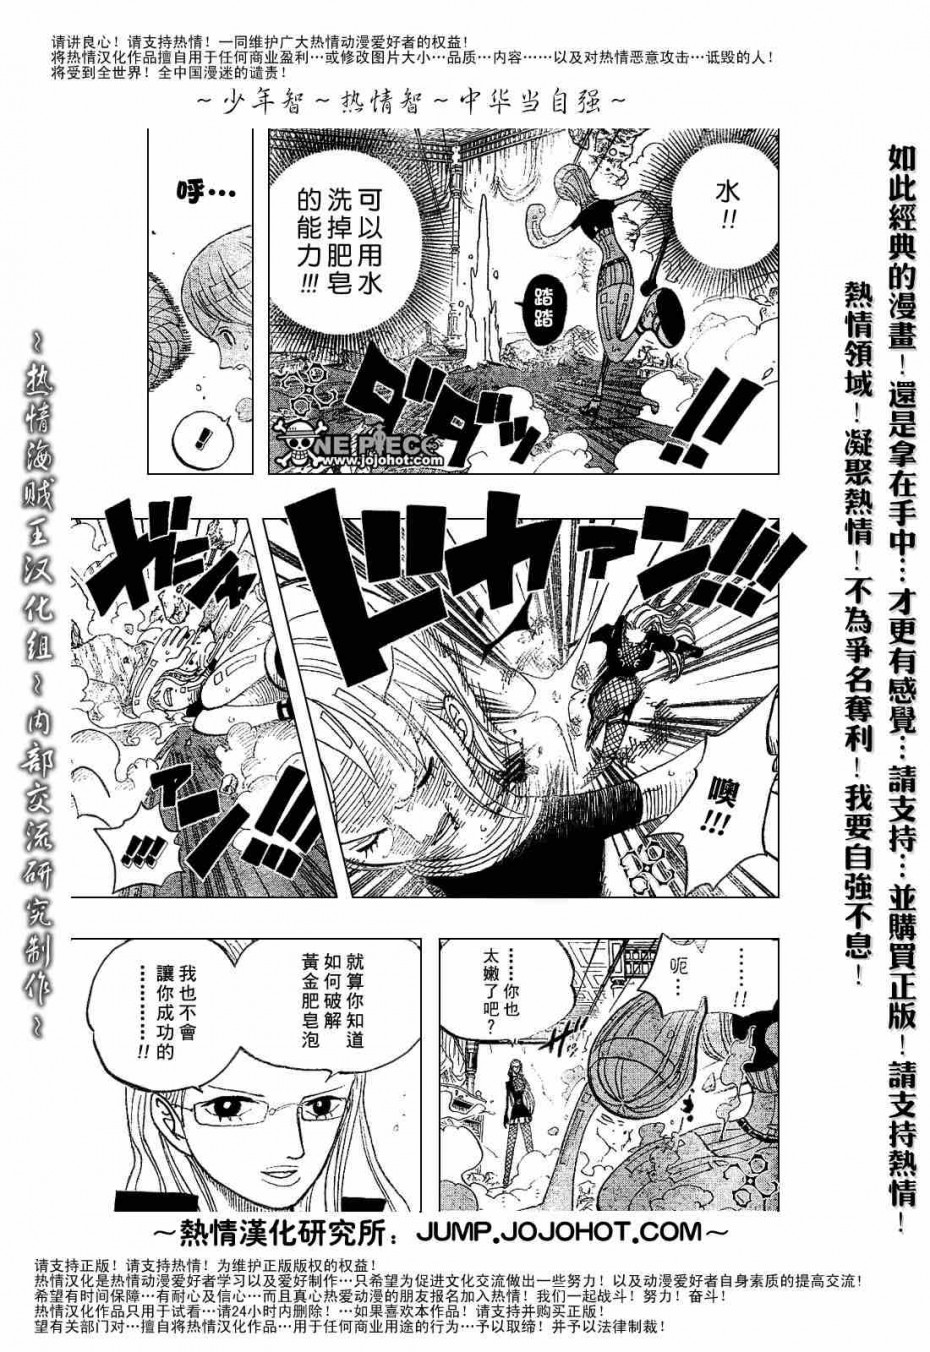 请讲良心！请支持热情！一同维护广大热情动漫爱好者的权益！
将热情汉化作品擅自用于任何商业盈利…或修改图片大小…品质…内容……以及对热情恶意攻击…诋毁的人！
将受到全世界！全中国漫迷的谴责！
～少年智～热情智～中华当自强～
如此經典的漫畫！還是拿在手中…才更有感覺…請支持…並購買正版！請支持熱情！
熱情領域！凝聚熱情！不為爭名奪利！我要自強不息！
～热情海贼王汉化组～内部交流研究制作～
水!!
可以用水
洗掉肥皂
的能力!!!
踏踏
呼…
!
ダダダッ!!
ONE PIECE
www.jojohot.com
ドカァァン!!!!
ガシャァン!!
噢!!!
!!!
呃…
……
……你也
太嫩了吧?
就算你知道
如何破解
黃金肥皂泡
我也不會
讓你成功的
………!!
～熱情漢化研究所：JUMP.JOJOHOT.COM～
请支持正版！请支持热情！为维护正版版权的权益！
热情汉化是热情动漫爱好者学习以及爱好制作…只希望为促进文化交流做出一些努力！以及动漫爱好者自身素质的提高交流！
希望有时间保障…有耐心及信心…而且真心热爱动漫的朋友报名加入热情！我们一起战斗！努力！奋斗！
热情汉化作品只用于试看…请24小时内删除！…如果喜欢本作品！请支持并购买正版！
望有关部门对…擅自将热情汉化作品…用于任何商业用途的行为…予以取缔！并予以法律制裁！